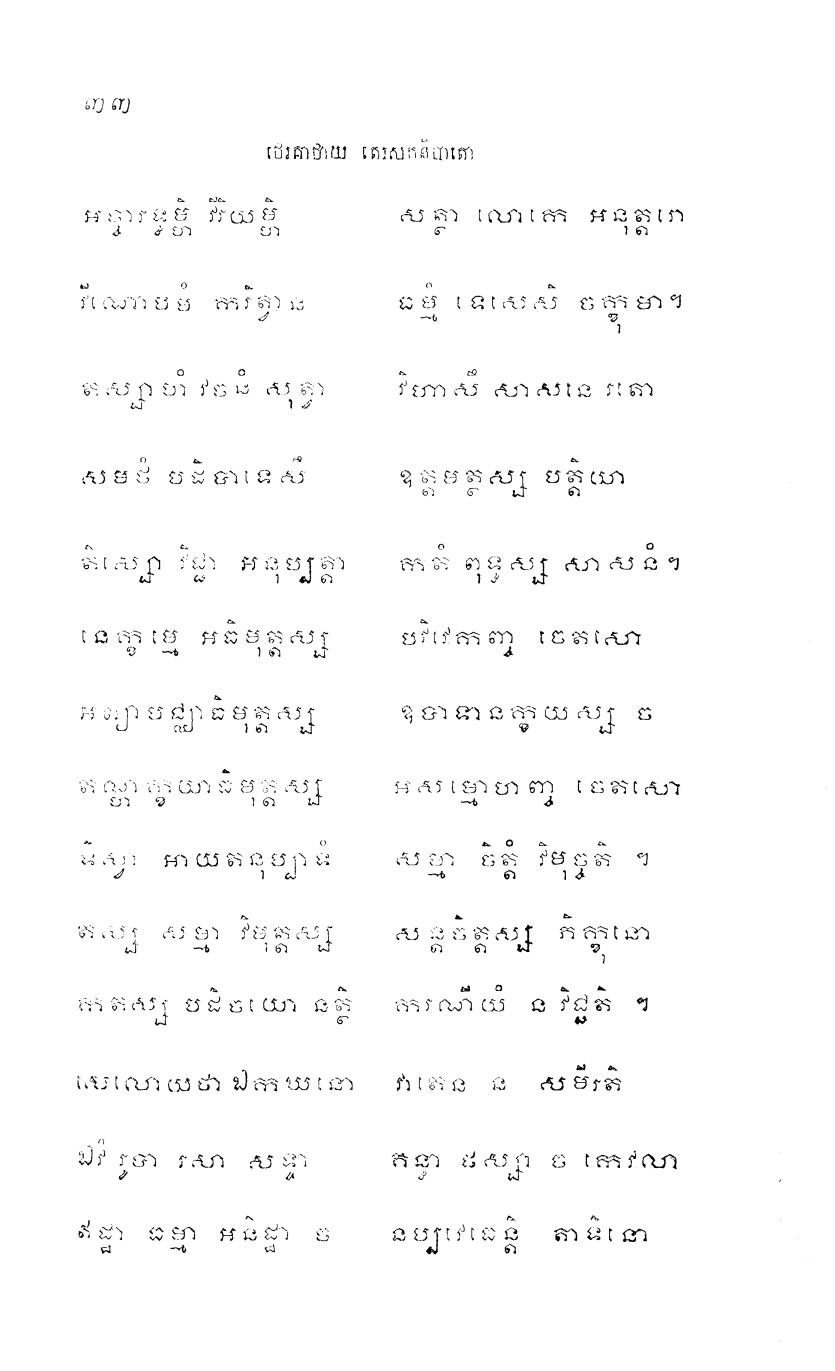 ៣៣
ថេរគាថាយ តេរសកនិបាតោ
អច្ចារទ្ធម្ហិ វីរិយម្ហិ សត្ថា លោកេ អនុត្តរោ
វីណោបមំ ករិត្វាន ធម្មំ ទេសេសិ ចក្ខុមា។
តស្សាហំ វចនំ សុត្វា វិហាសឹ សាសនេ រតោ
សមថំ បដិបាទេសឹ ឧត្តមត្ថស្ស បត្តិយា
តិស្សោ វិជ្ជា អនុប្បត្តា កតំ ពុទ្ធស្ស សាសនំ។
នេក្ខម្មេ អធិមុត្តស្ស បវិវេកញ្ច ចេតសោ
អព្យាបជ្ឈាធិមុត្តស្ស ឧបាទានក្ខយស្ស ច
តណ្ហក្ខយាធិមុត្តស្ស អសម្មោហញ្ច ចេតសោ
ទិស្វា អាយតនុប្បាទំ សម្មា ចិត្តំ វិមុច្ចតិ ។
តស្ស សម្មា វិមុត្តស្ស សន្តចិត្តស្ស ភិក្ខុនោ
កតស្ស បដិចយោ នត្ថិ ករណីយំ ន វិជ្ជតិ ។
សេលោ យថា ឯកឃនោ វាតេន ន សមីរតិ
ឯវំ រូបា រសា សទ្ទា គន្ធា ផស្សា ច កេវលា
ឥដ្ឋា ធម្មា អនិដ្ឋា ច នប្បវេធេន្តិ តាទិនោ